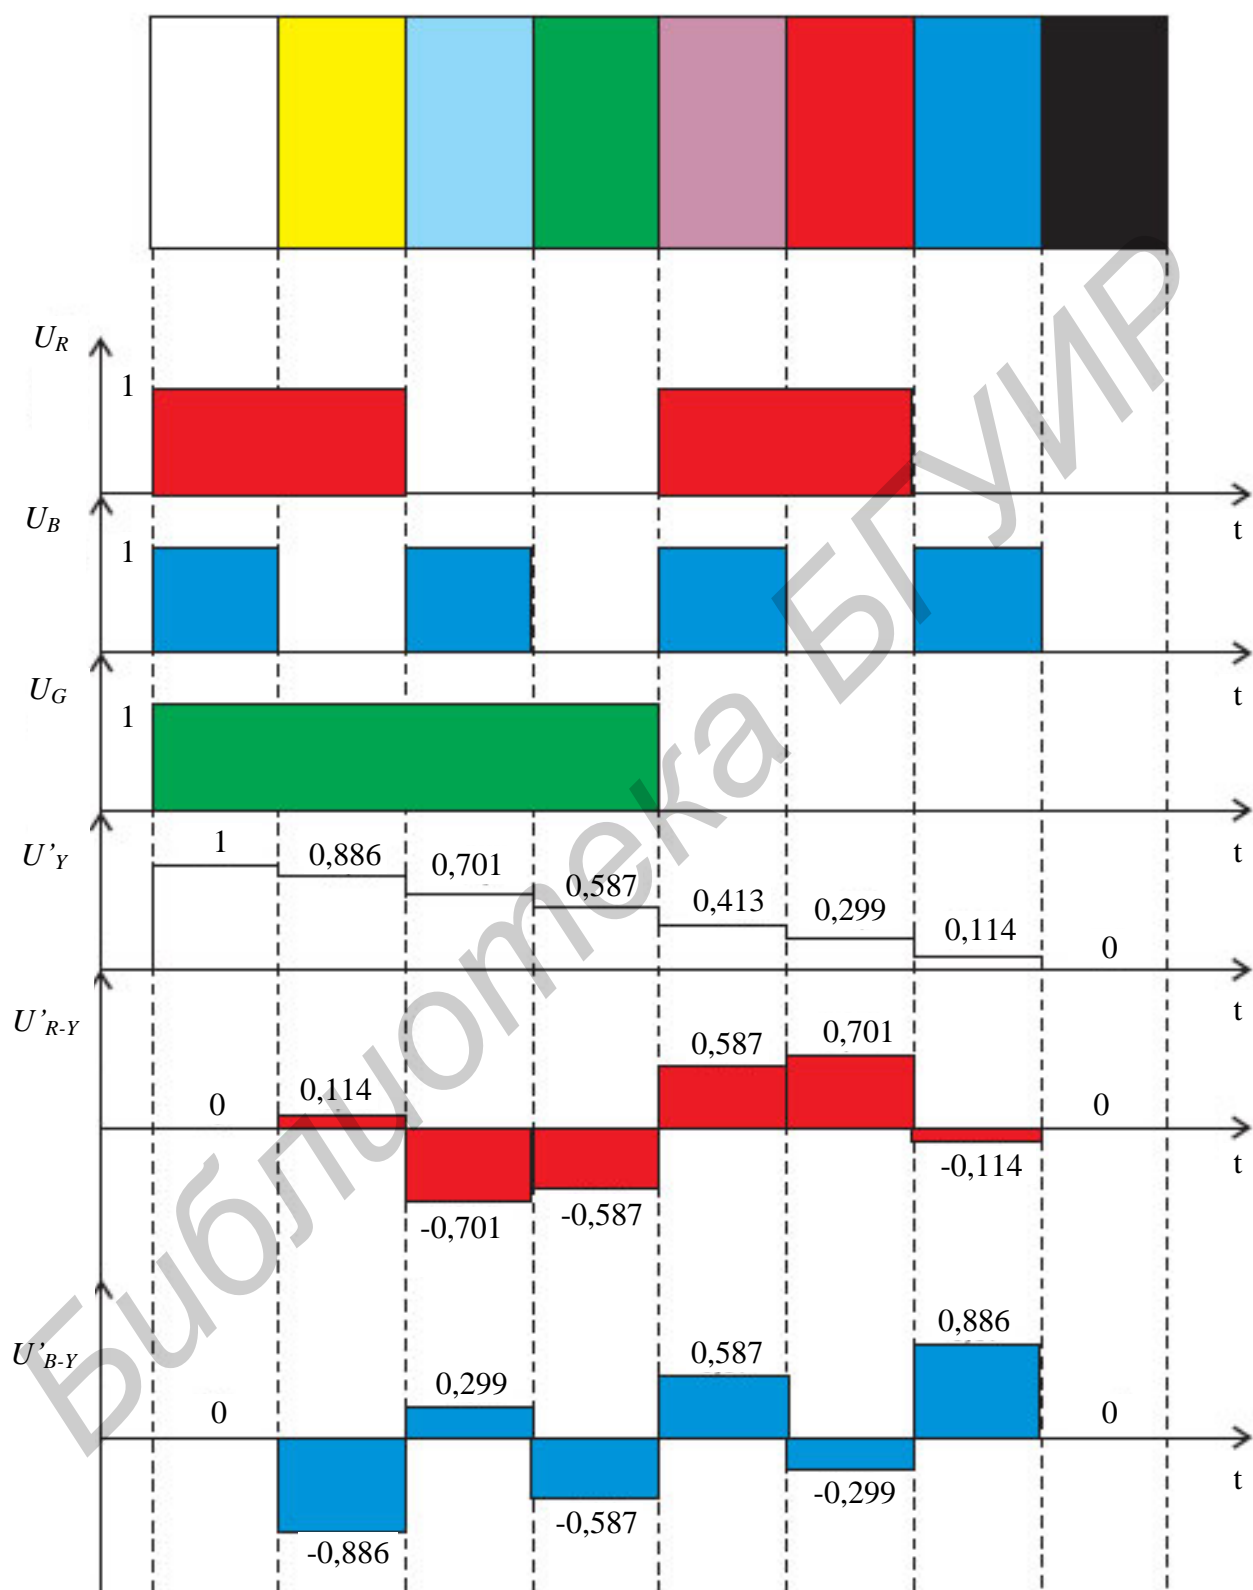 U_R
1
t
U_B
1
t
U_G
1
t
U'_Y
1 0,886 0,701 0,587 0,413 0,299 0,114 0
t
U'_{R-Y}
0 0,114 -0,701 -0,587 0,587 0,701 -0,114 0
t
U'_{B-Y}
0 -0,886 0,299 -0,587 0,587 -0,299 0,886 0
t
Библиотека БГУИР